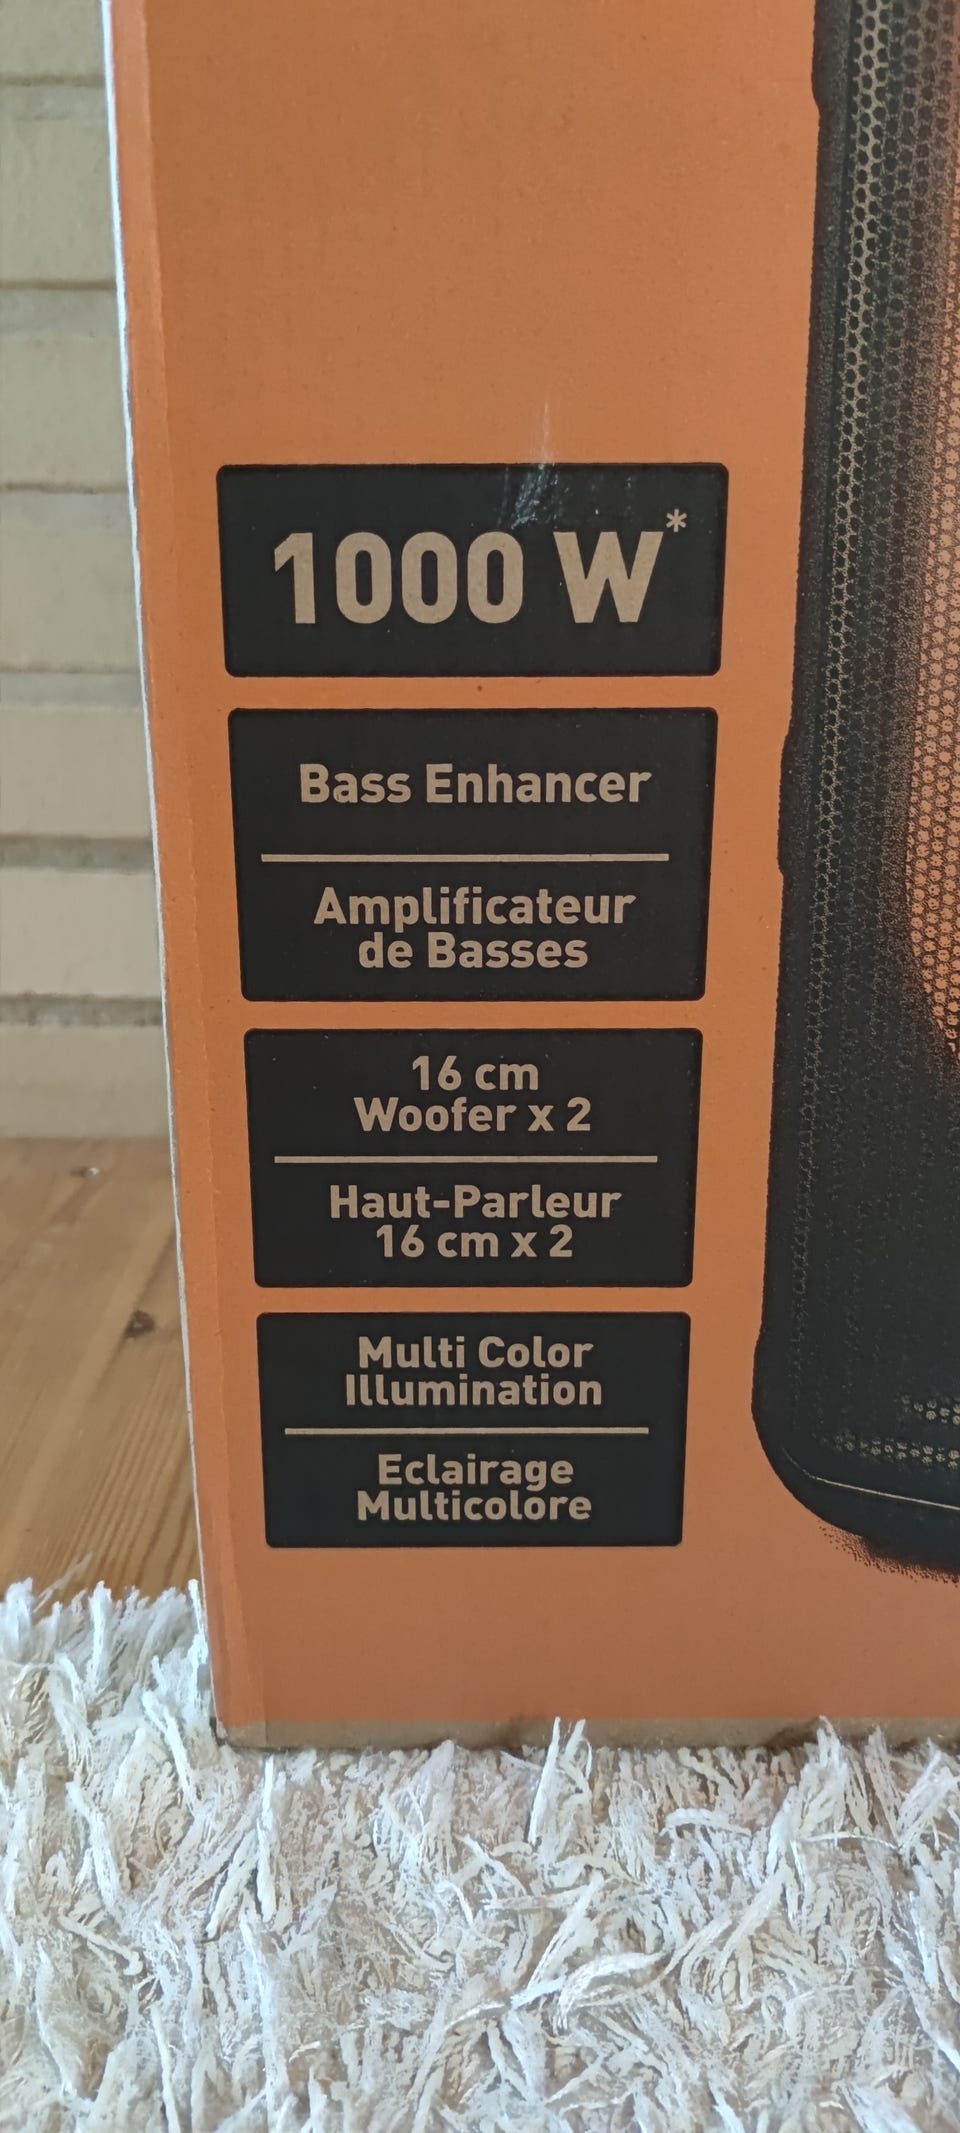 1000 W*
Bass Enhancer
Amplificateur
de Basses
16 cm
Woofer x 2
Haut-Parleur
16 cm x 2
Multi Color
Illumination
Eclairage
Multicolore